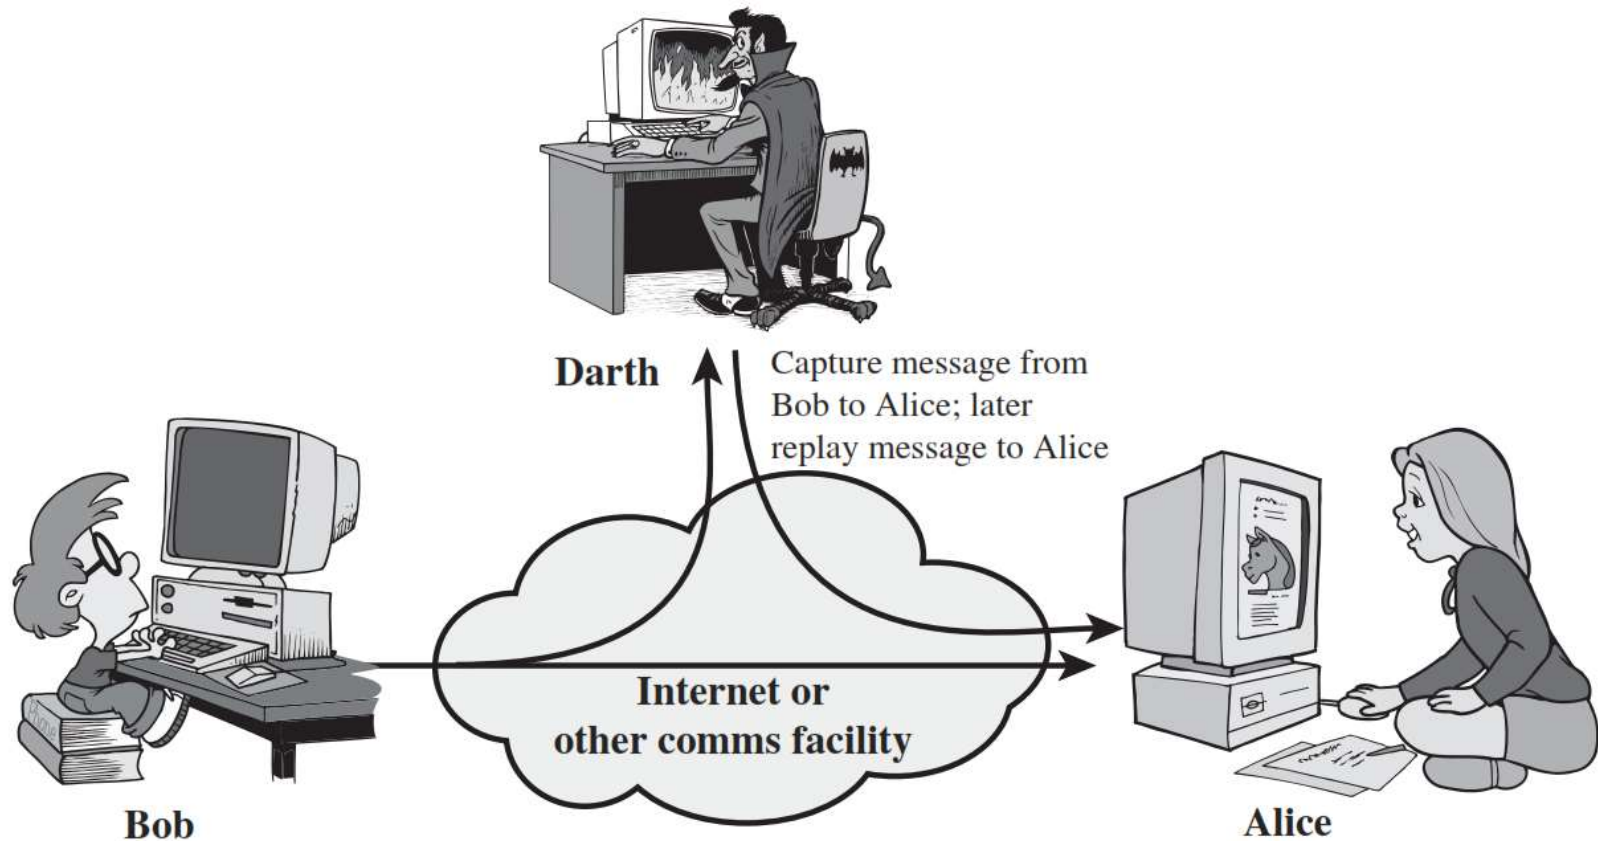 Darth
Capture message from
Bob to Alice; later
replay message to Alice
Internet or
other comms facility
Phone
Bob
Alice